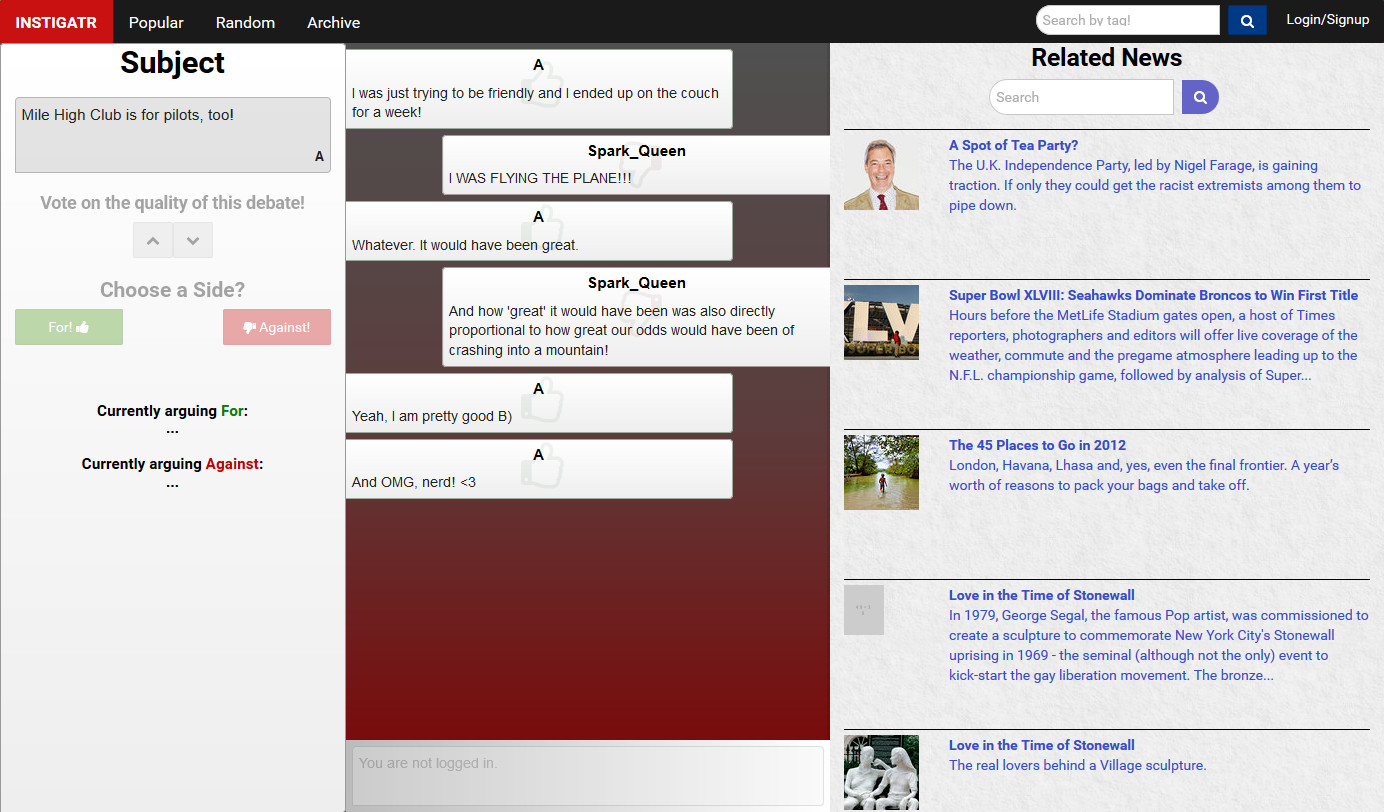 INSTIGATR Popular Random Archive Search by tag! Login/Signup
Subject
Mile High Club is for pilots, too!
A
Vote on the quality of this debate!
Choose a Side?
For! Against!
Currently arguing For:
...
Currently arguing Against:
...
A
I was just trying to be friendly and I ended up on the couch
for a week!
Spark_Queen
I WAS FLYING THE PLANE!!!
A
Whatever. It would have been great.
Spark_Queen
And how 'great' it would have been was also directly
proportional to how great our odds would have been of
crashing into a mountain!
A
Yeah, I am pretty good B)
A
And OMG, nerd! <3
You are not logged in.
Related News
Search
A Spot of Tea Party?
The U.K. Independence Party, led by Nigel Farage, is gaining
traction. If only they could get the racist extremists among them to
pipe down.
Super Bowl XLVIII: Seahawks Dominate Broncos to Win First Title
Hours before the MetLife Stadium gates open, a host of Times
reporters, photographers and editors will offer live coverage of the
weather, commute and the pregame atmosphere leading up to the
N.F.L. championship game, followed by analysis of Super...
The 45 Places to Go in 2012
London, Havana, Lhasa and, yes, even the final frontier. A year's
worth of reasons to pack your bags and take off.
Love in the Time of Stonewall
In 1979, George Segal, the famous Pop artist, was commissioned to
create a sculpture to commemorate New York City's Stonewall
uprising in 1969 - the seminal (although not the only) event to
kick-start the gay liberation movement. The bronze...
Love in the Time of Stonewall
The real lovers behind a Village sculpture.